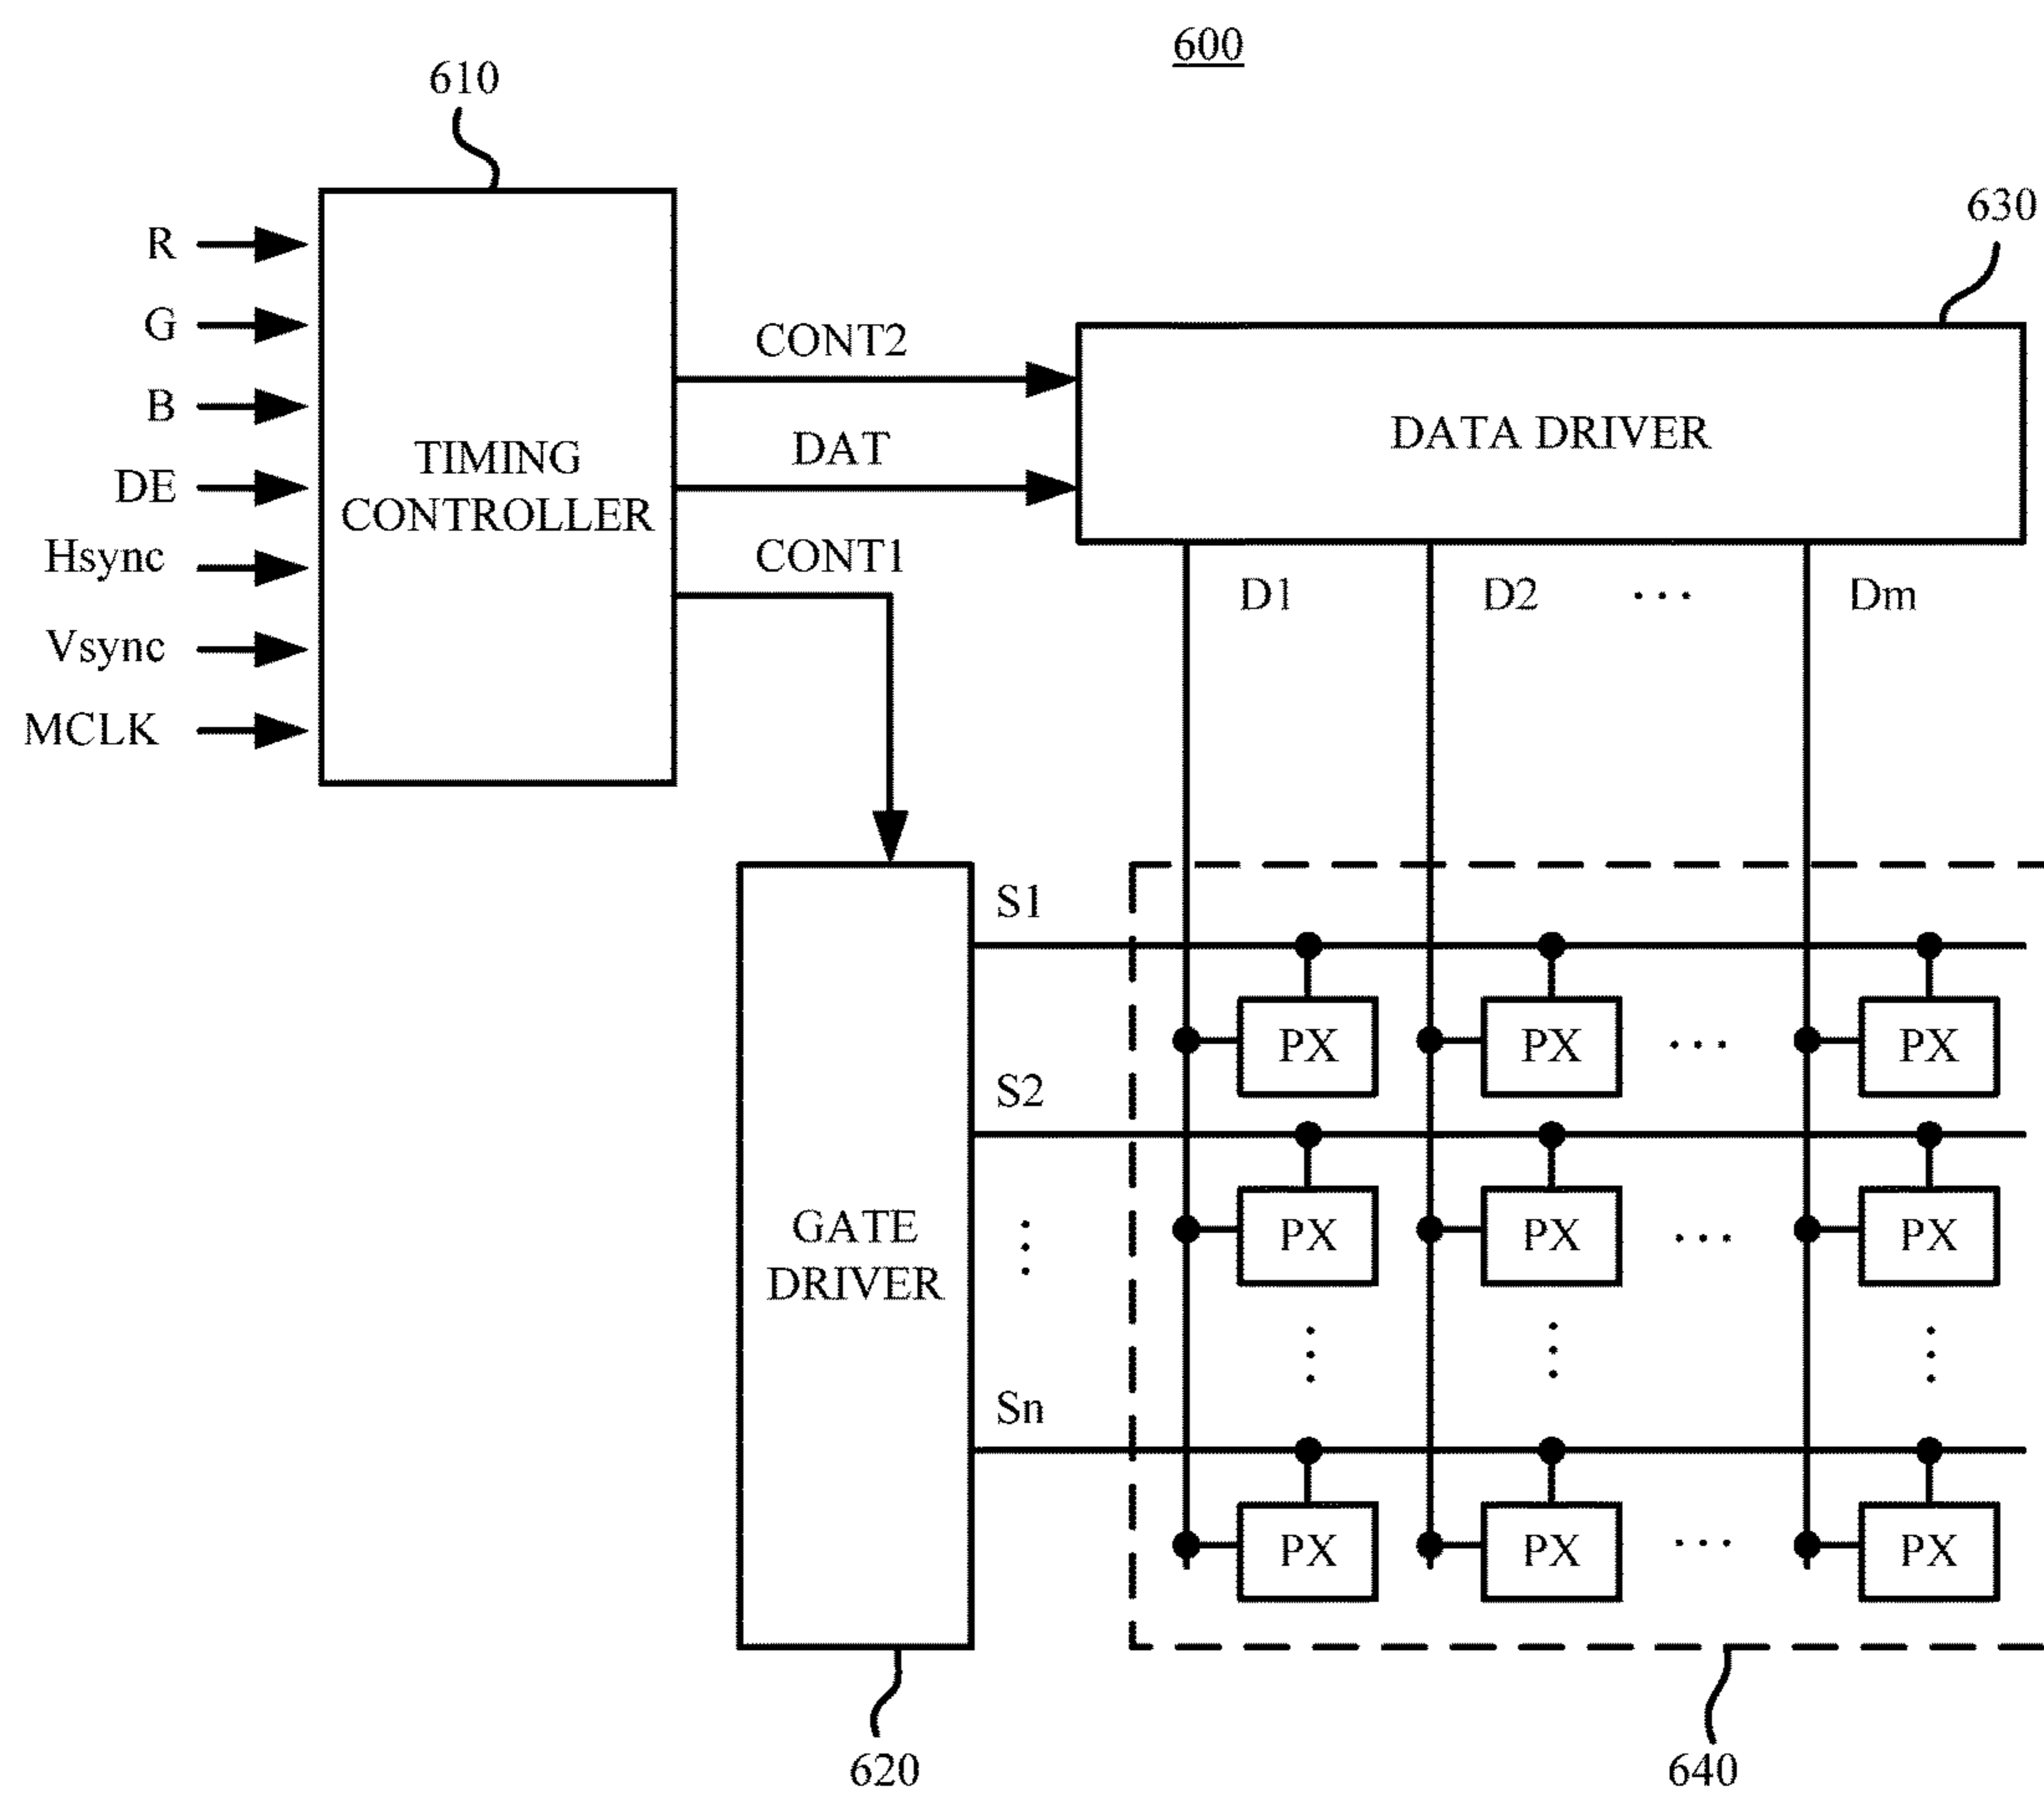 600
610
630
R
G
B
DE
Hsync
Vsync
MCLK
TIMING
CONTROLLER
CONT2
DAT
CONT1
DATA DRIVER
D1 D2 ... Dm
S1
PX PX ... PX
S2
PX PX ... PX
GATE
DRIVER
Sn
PX PX ... PX
620
640